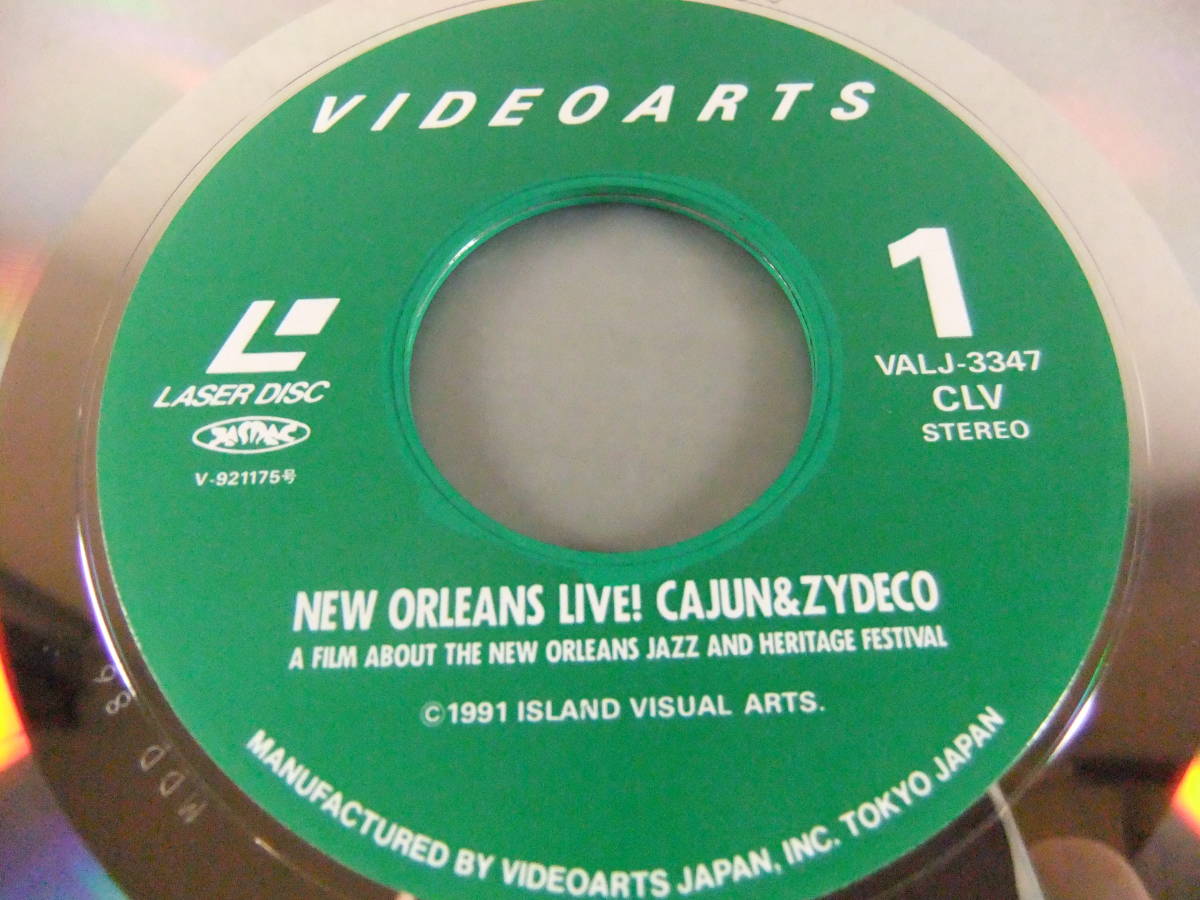 VIDEOARTS
LASER DISC
JASRAC
V-921175号
1
VALJ-3347
CLV
STEREO
NEW ORLEANS LIVE! CAJUN&ZYDECO
A FILM ABOUT THE NEW ORLEANS JAZZ AND HERITAGE FESTIVAL
©1991 ISLAND VISUAL ARTS.
MANUFACTURED BY VIDEOARTS JAPAN, INC. TOKYO JAPAN